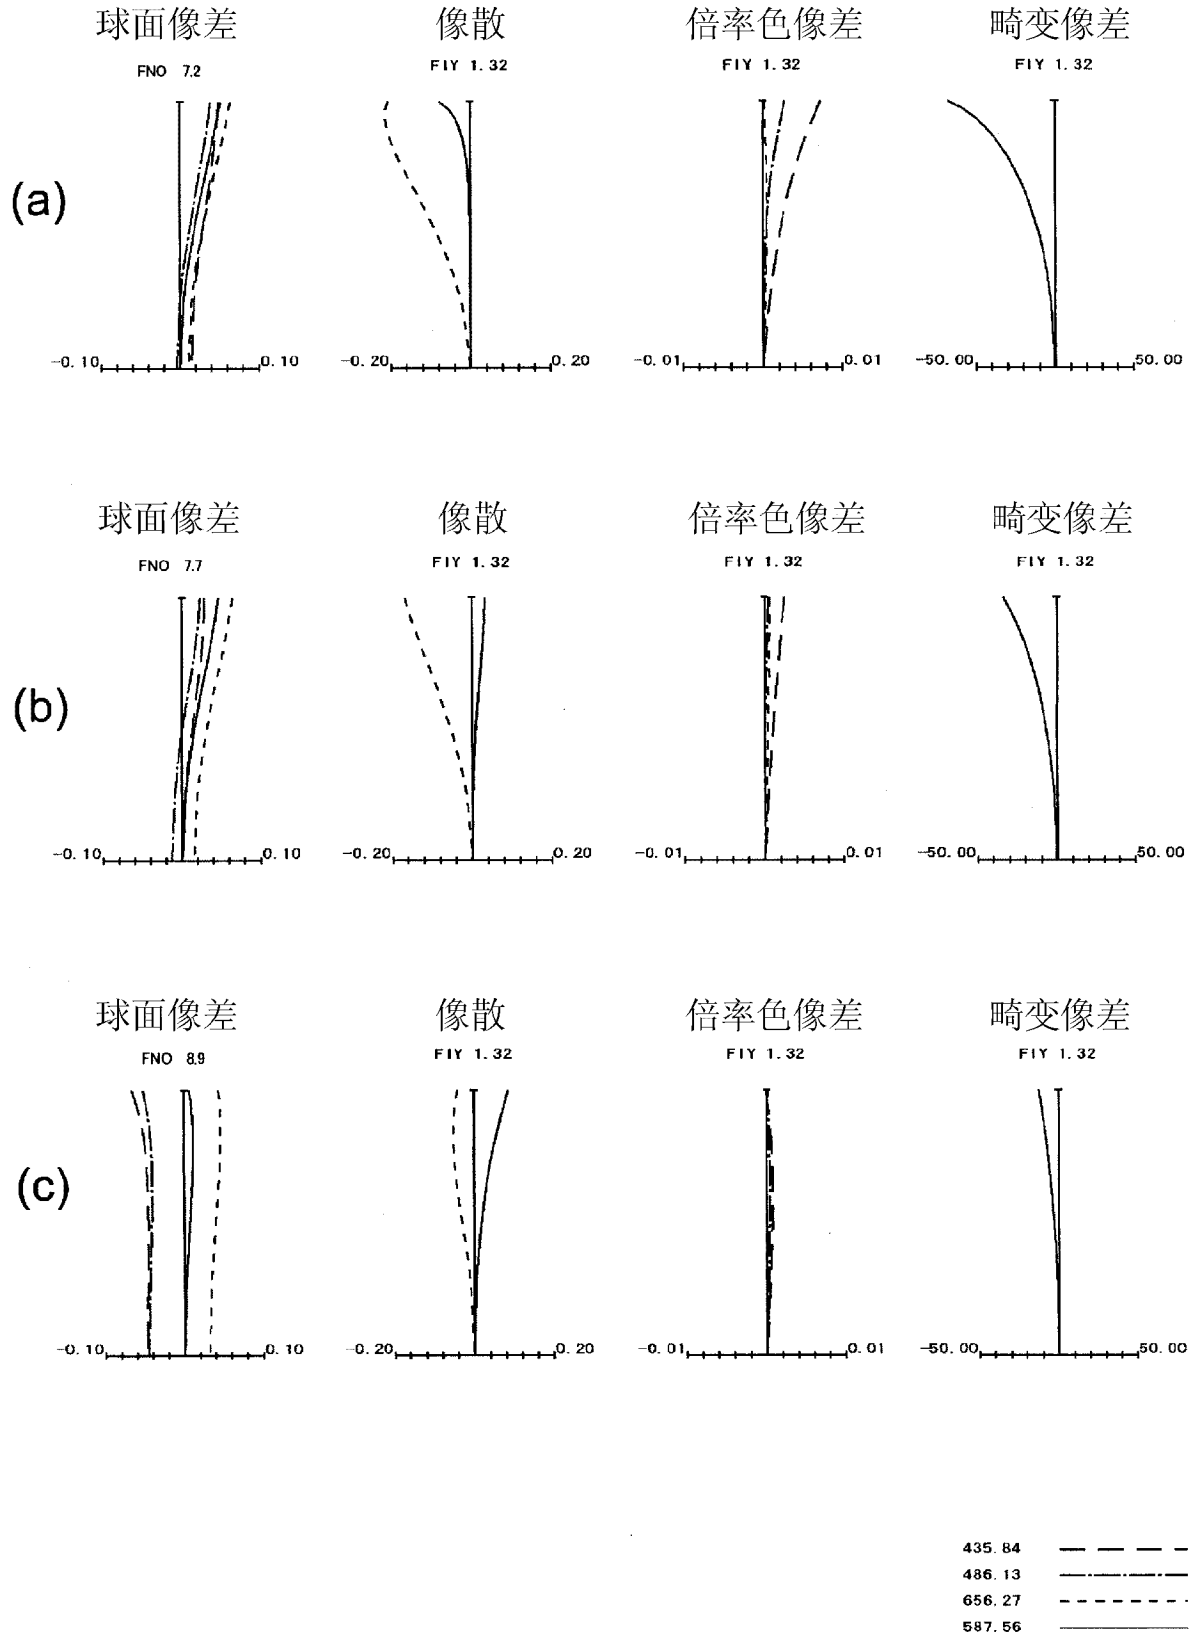 球面像差 像散 倍率色像差 畸变像差
FNO 7.2 FIY 1.32 FIY 1.32 FIY 1.32
(a)
-0.10 0.10 -0.20 0.20 -0.01 0.01 -50.00 50.00
球面像差 像散 倍率色像差 畸变像差
FNO 7.7 FIY 1.32 FIY 1.32 FIY 1.32
(b)
-0.10 0.10 -0.20 0.20 -0.01 0.01 -50.00 50.00
球面像差 像散 倍率色像差 畸变像差
FNO 8.9 FIY 1.32 FIY 1.32 FIY 1.32
(c)
-0.10 0.10 -0.20 0.20 -0.01 0.01 -50.00 50.00
435.84
486.13
656.27
587.56